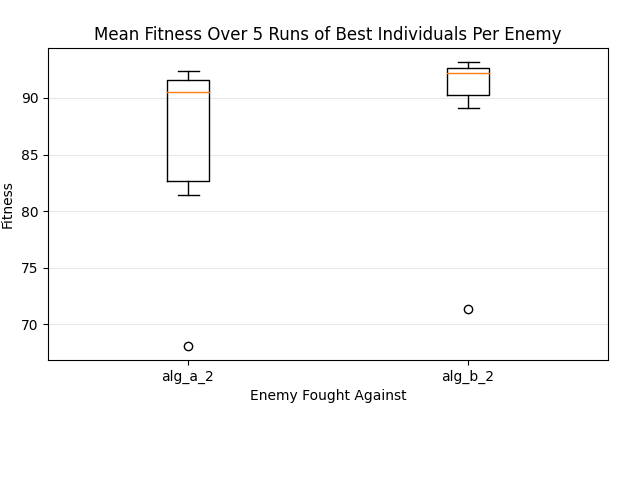 Mean Fitness Over 5 Runs of Best Individuals Per Enemy
Fitness
90
85
80
75
70
alg_a_2
alg_b_2
Enemy Fought Against